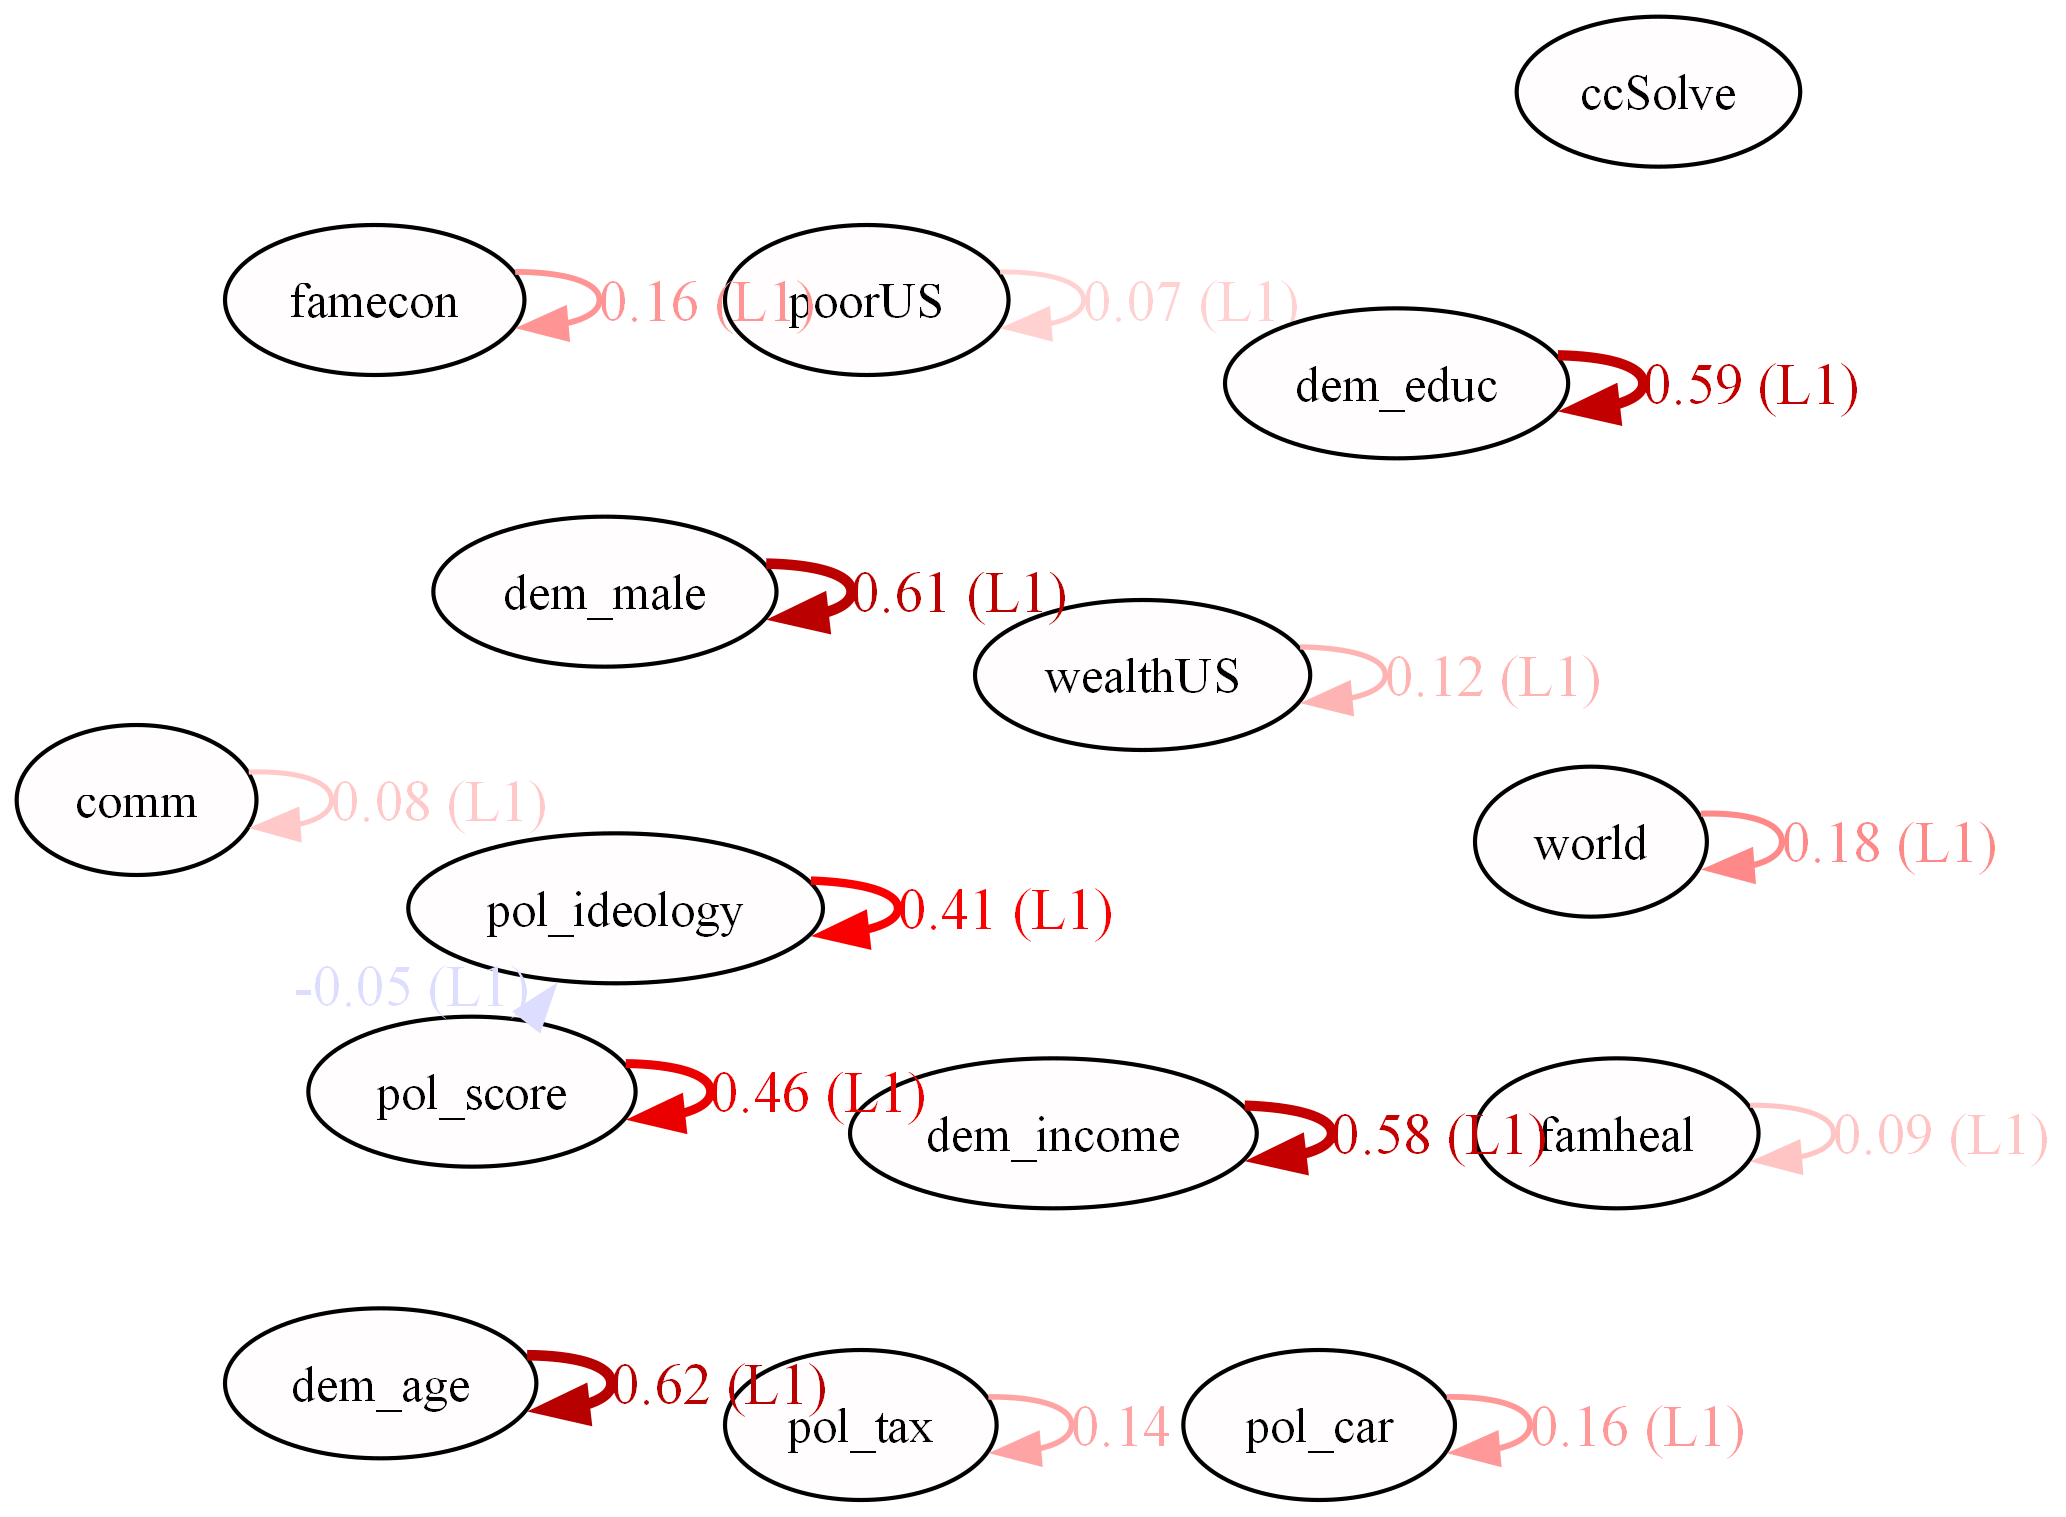 ccSolve
famecon
0.16 (L1)
poorUS
0.07 (L1)
dem_educ
0.59 (L1)
dem_male
0.61 (L1)
wealthUS
0.12 (L1)
comm
0.08 (L1)
world
0.18 (L1)
pol_ideology
0.41 (L1)
-0.05 (L1)
pol_score
0.46 (L1)
dem_income
0.58 (L1)
famheal
0.09 (L1)
dem_age
0.62 (L1)
pol_tax
0.14
pol_car
0.16 (L1)